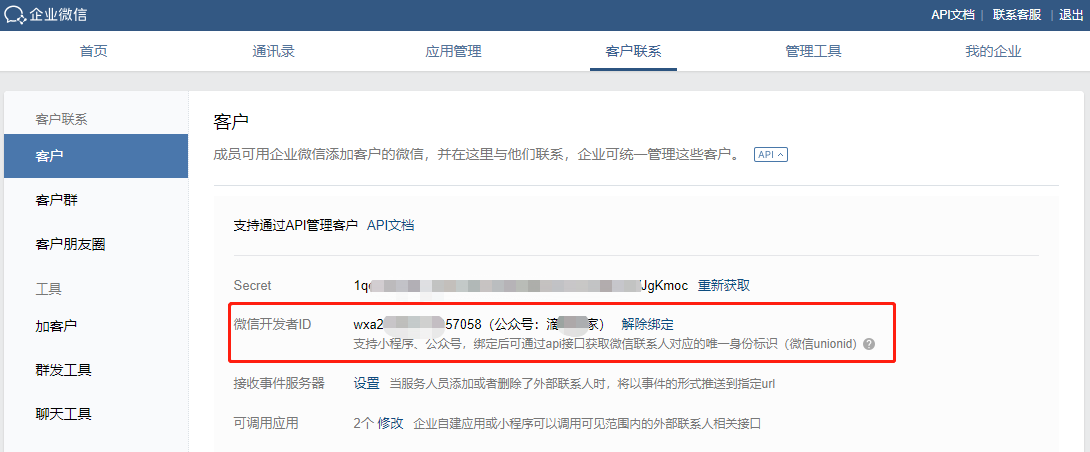 企业微信
API文档 | 联系客服 | 退出
首页 通讯录 应用管理 客户联系 管理工具 我的企业
客户联系
客户
客户群
客户朋友圈
工具
加客户
群发工具
聊天工具
客户
成员可用企业微信添加客户的微信，并在这里与他们联系，企业可统一管理这些客户。 API
支持通过API管理客户 API文档
Secret 1q /JgKmoc 重新获取
微信开发者ID wxa2 57058（公众号：滴 家） 解除绑定
支持小程序、公众号，绑定后可通过api接口获取微信联系人对应的唯一身份标识（微信unionid） ?
接收事件服务器 设置 当服务人员添加或者删除了外部联系人时，将以事件的形式推送到指定url
可调用应用 2个 修改 企业自建应用或小程序可以调用可见范围内的外部联系人相关接口